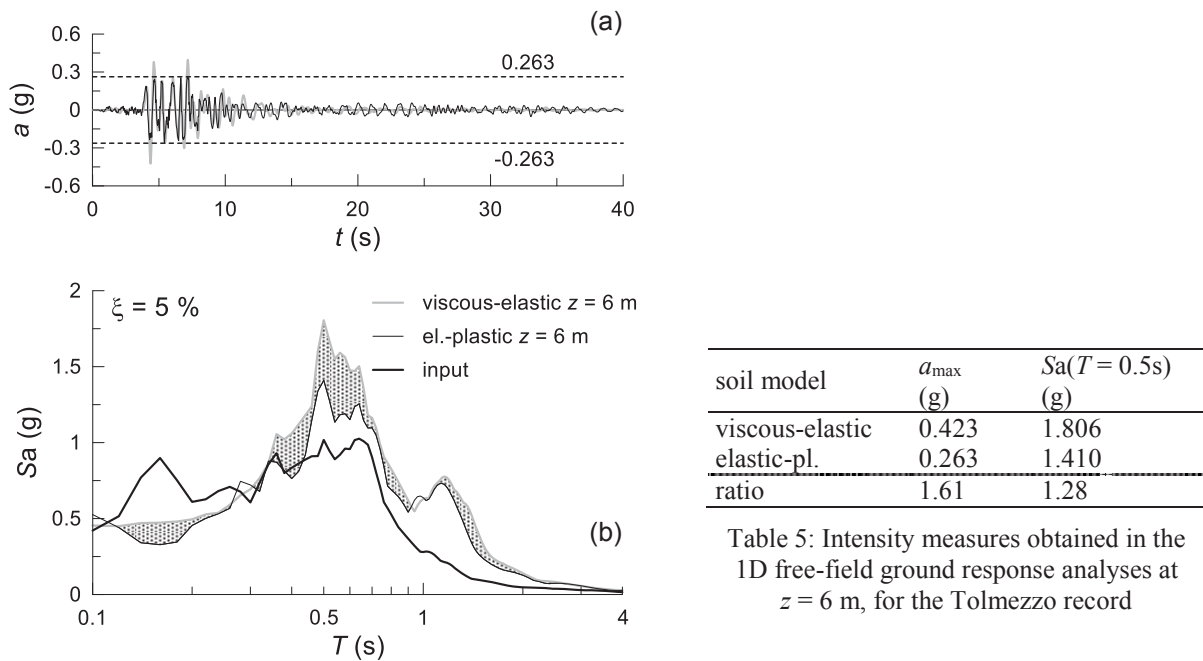 (a)
0.6
0.3
0
-0.3
-0.6
a (g)
0.263
-0.263
0 10 20 30 40
t (s)
2
1.5
1
0.5
0
Sa (g)
ξ = 5 %
viscous-elastic z = 6 m
el.-plastic z = 6 m
input
(b)
0.1 0.5 1 4
T (s)
soil model amax (g) Sa(T = 0.5s) (g)
viscous-elastic 0.423 1.806
elastic-pl. 0.263 1.410
ratio 1.61 1.28
Table 5: Intensity measures obtained in the
1D free-field ground response analyses at
z = 6 m, for the Tolmezzo record